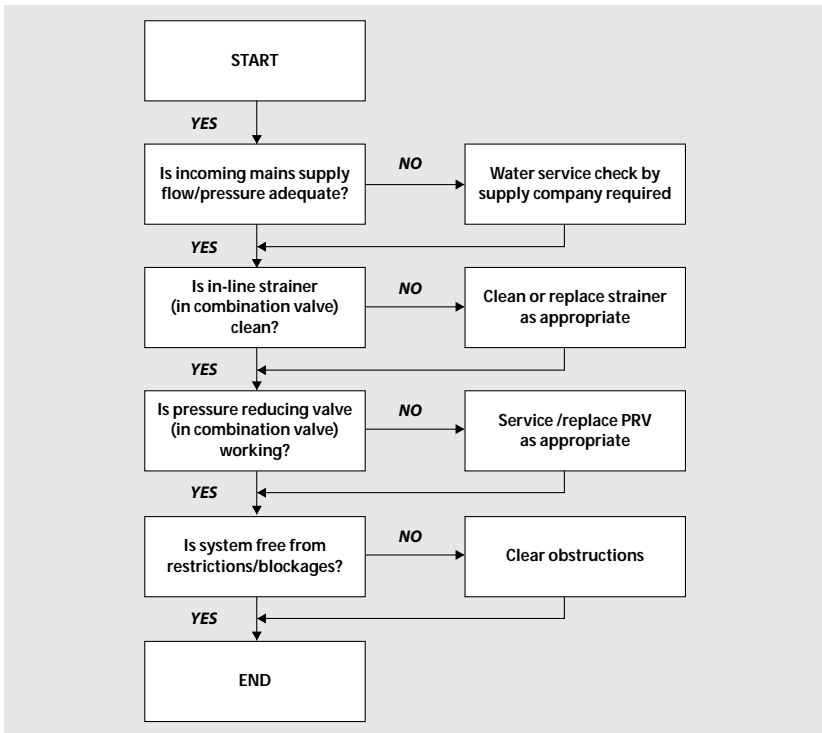 START
YES
Is incoming mains supply
flow/pressure adequate?
NO
Water service check by
supply company required
YES
Is in-line strainer
(in combination valve)
clean?
NO
Clean or replace strainer
as appropriate
YES
Is pressure reducing valve
(in combination valve)
working?
NO
Service /replace PRV
as appropriate
YES
Is system free from
restrictions/blockages?
NO
Clear obstructions
YES
END